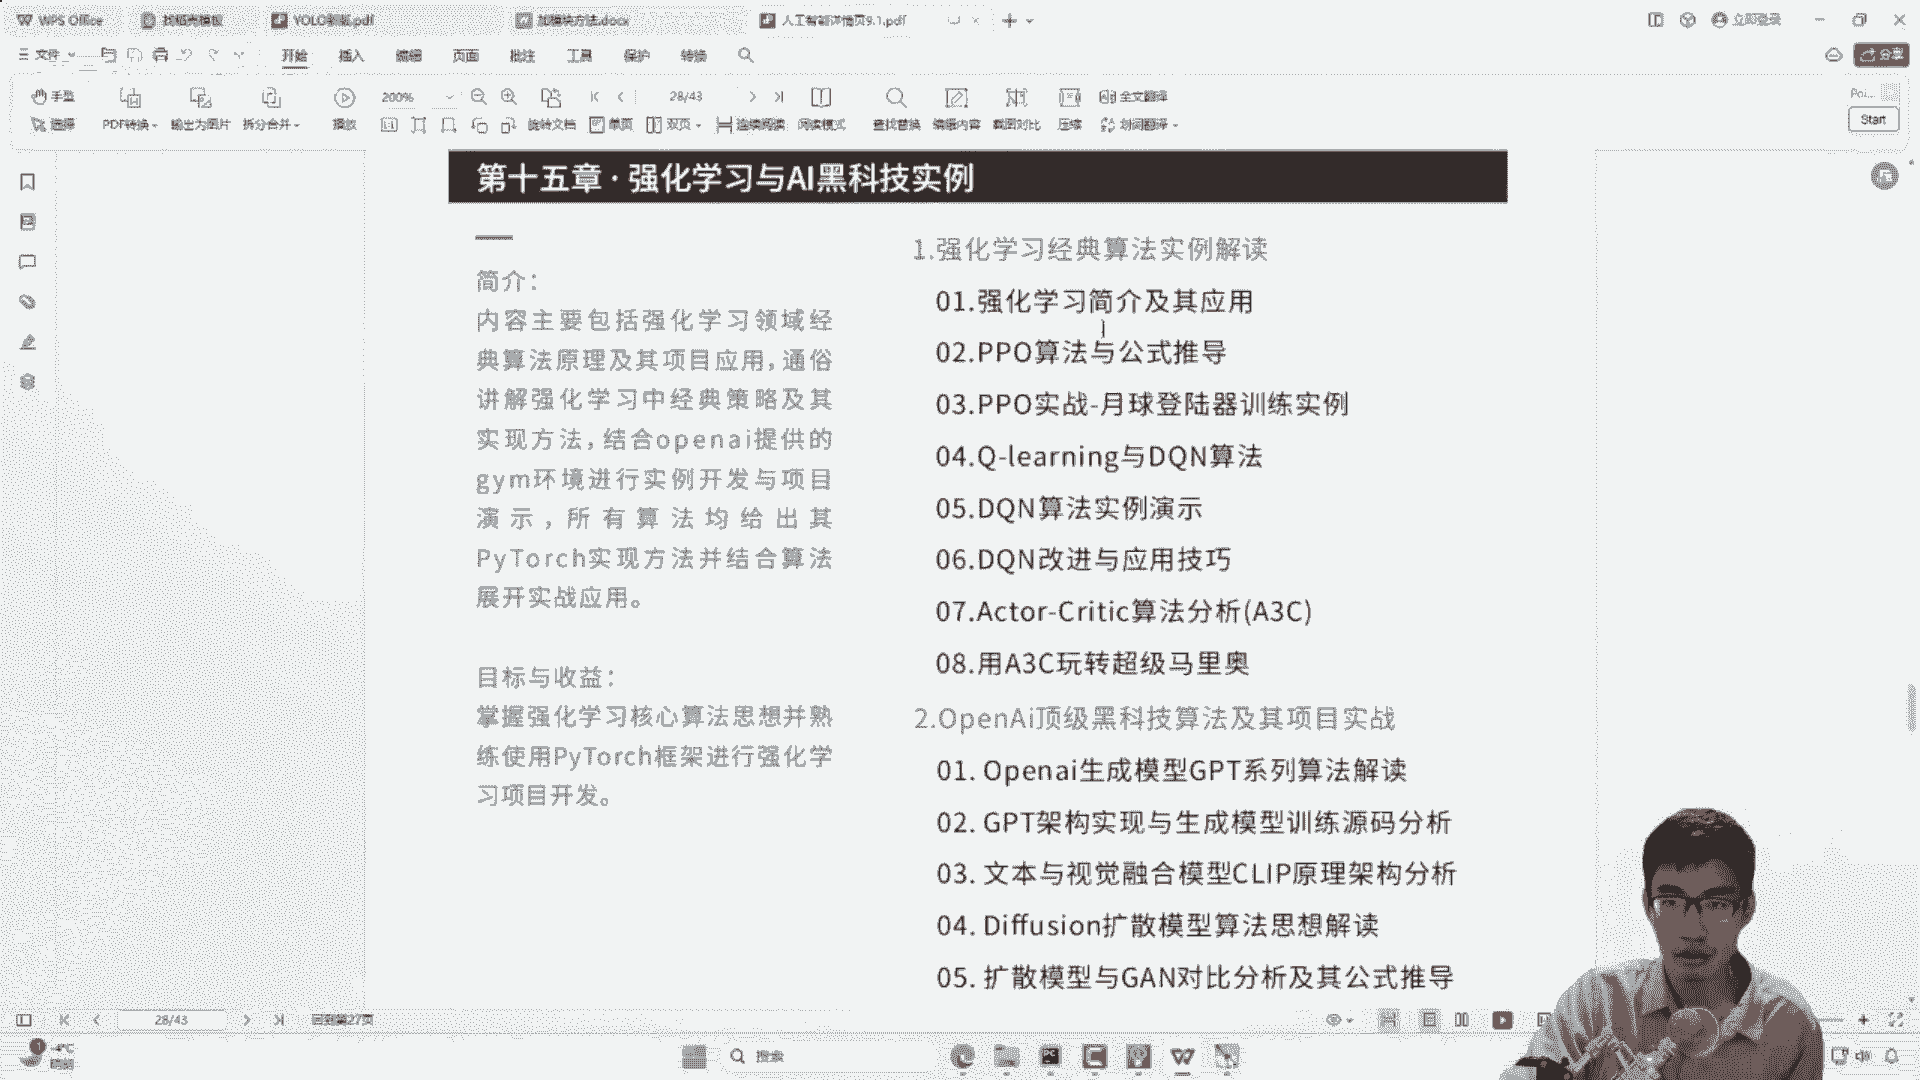 WPS Office
找稻壳模板
加模块方法.docx
人工智能详情页9.1.pdf
立即登录
文件
开始
插入
编辑
页面
批注
工具
保护
转换
分享
手型
200%
28/43
全文翻译
选择
PDF转换
输出为图片
拆分合并
播放
旋转文档
单页
双页
连续阅读
阅读模式
查找替换
编辑内容
截图对比
压缩
划词翻译
Start
第十五章 · 强化学习与AI黑科技实例
简介：
内容主要包括强化学习领域经
典算法原理及其项目应用，通俗
讲解强化学习中经典策略及其
实现方法，结合openai提供的
gym环境进行实例开发与项目
演示，所有算法均给出其
PyTorch实现方法并结合算法
展开实战应用。
目标与收益：
掌握强化学习核心算法思想并熟
练使用PyTorch框架进行强化学
习项目开发。
1.强化学习经典算法实例解读
01.强化学习简介及其应用
02.PPO算法与公式推导
03.PPO实战-月球登陆器训练实例
04.Q-learning与DQN算法
05.DQN算法实例演示
06.DQN改进与应用技巧
07.Actor-Critic算法分析(A3C)
08.用A3C玩转超级马里奥
2.OpenAi顶级黑科技算法及其项目实战
01. Openai生成模型GPT系列算法解读
02. GPT架构实现与生成模型训练源码分析
03. 文本与视觉融合模型CLIP原理架构分析
04. Diffusion扩散模型算法思想解读
05. 扩散模型与GAN对比分析及其公式推导
28/43
回到第27页
-4°C
搜索